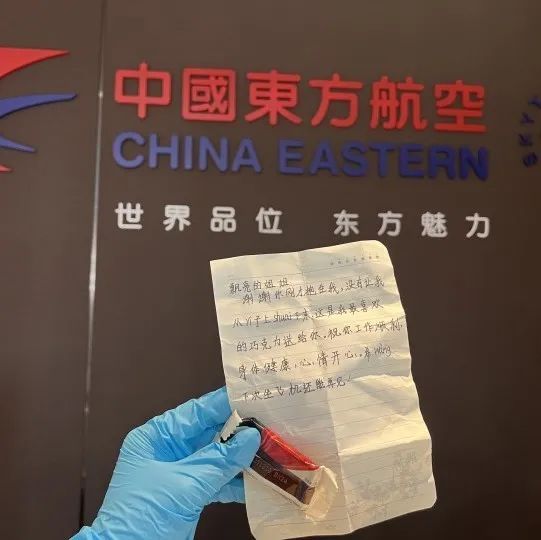 中國東方航空
CHINA EASTERN
世界品位 东方魅力
SKYT
亮的姐姐
谢谢你刚才抱住我,没有让我
从yǐ子上shuai下来,这是我最喜欢
的巧克力送给你。祝你工作顺利
身体健康,心情开心。希wang
下次坐飞机还能再见!